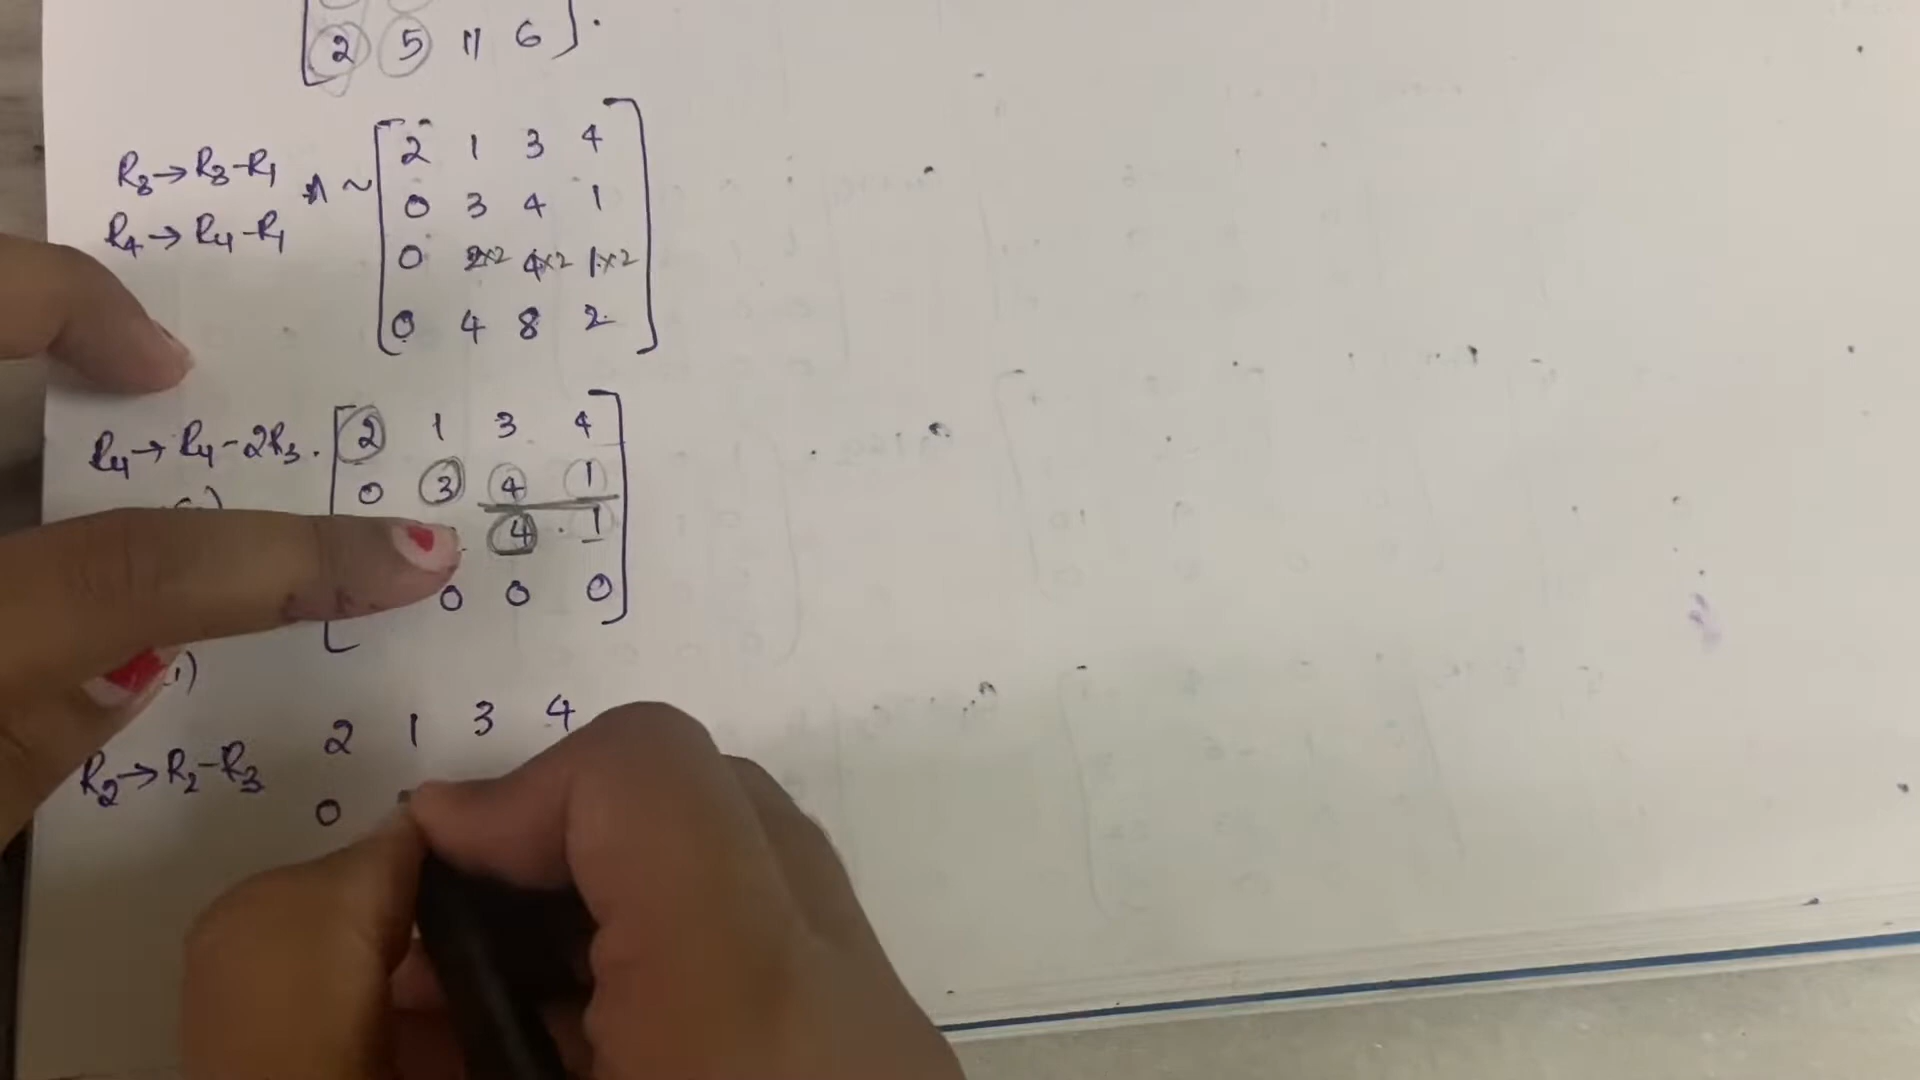 2 5 11 6 ] .
R3→R3-R1
R4→R4-R1
A ~ [ 2 1 3 4
0 3 4 1
0 2×2 4×2 1×2
0 4 8 2 ]
R4→R4-2R3. [ 2 1 3 4
0 3 4 1
4 1
0 0 0 ]
R2→R2-R3
2 1 3 4
0